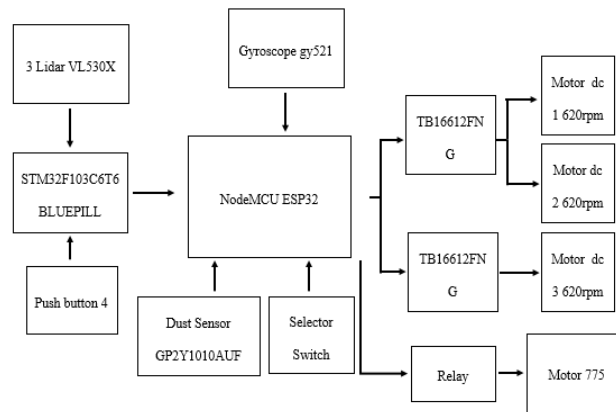 3 Lidar VL530X
Gyroscope gy521
Motor dc
1 620rpm
TB16612FN
G
STM32F103C6T6
BLUEPILL
NodeMCU ESP32
Motor dc
2 620rpm
TB16612FN
G
Motor dc
3 620rpm
Push button 4
Dust Sensor
GP2Y1010AUF
Selector
Switch
Relay
Motor 775